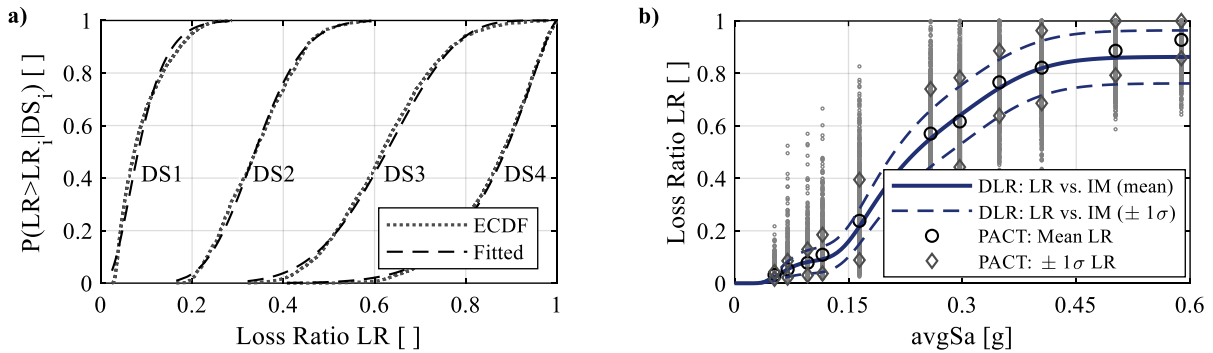 a)
P(LR>LR_i|DS_i) [ ]
1
0.8
0.6
0.4
0.2
0
DS1
DS2
DS3
DS4
ECDF
Fitted
0
0.2
0.4
0.6
0.8
1
Loss Ratio LR [ ]
b)
Loss Ratio LR [ ]
1
0.8
0.6
0.4
0.2
0
DLR: LR vs. IM (mean)
DLR: LR vs. IM (± 1σ)
PACT: Mean LR
PACT: ± 1σ LR
0
0.15
0.3
0.45
0.6
avgSa [g]